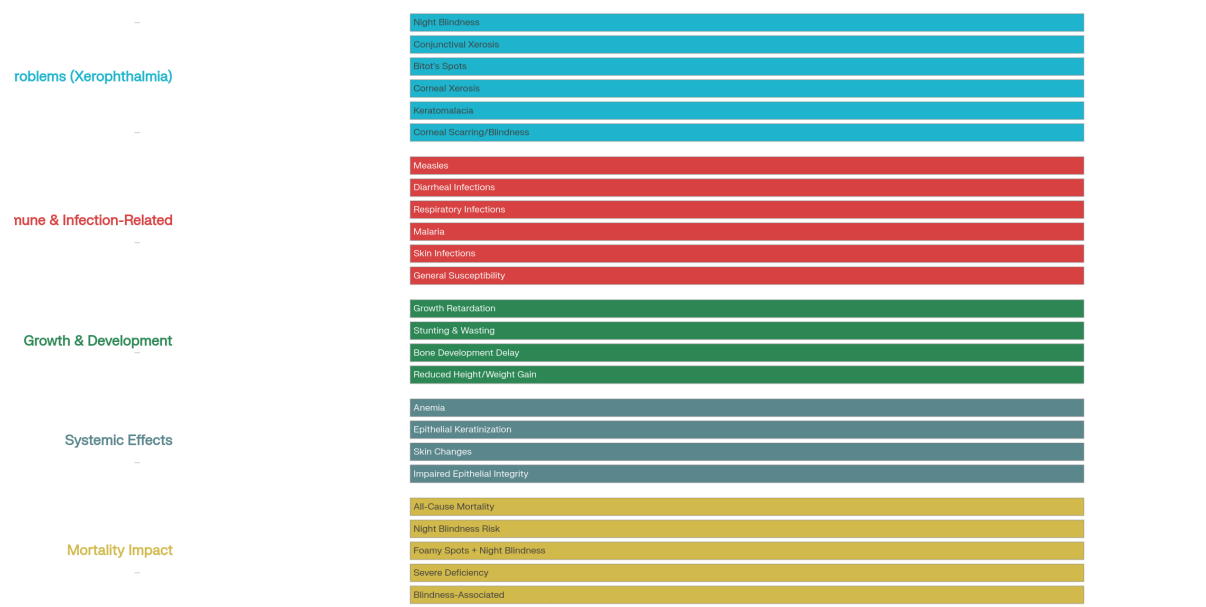 Night Blindness
Conjunctival Xerosis
Bitot's Spots
roblems (Xerophthalmia)
Corneal Xerosis
Keratomalacia
Corneal Scarring/Blindness
Measles
Diarrheal Infections
Respiratory Infections
mune & Infection-Related
Malaria
Skin Infections
General Susceptibility
Growth Retardation
Stunting & Wasting
Growth & Development
Bone Development Delay
Reduced Height/Weight Gain
Anemia
Epithelial Keratinization
Systemic Effects
Skin Changes
Impaired Epithelial Integrity
All-Cause Mortality
Night Blindness Risk
Mortality Impact
Foamy Spots + Night Blindness
Severe Deficiency
Blindness-Associated